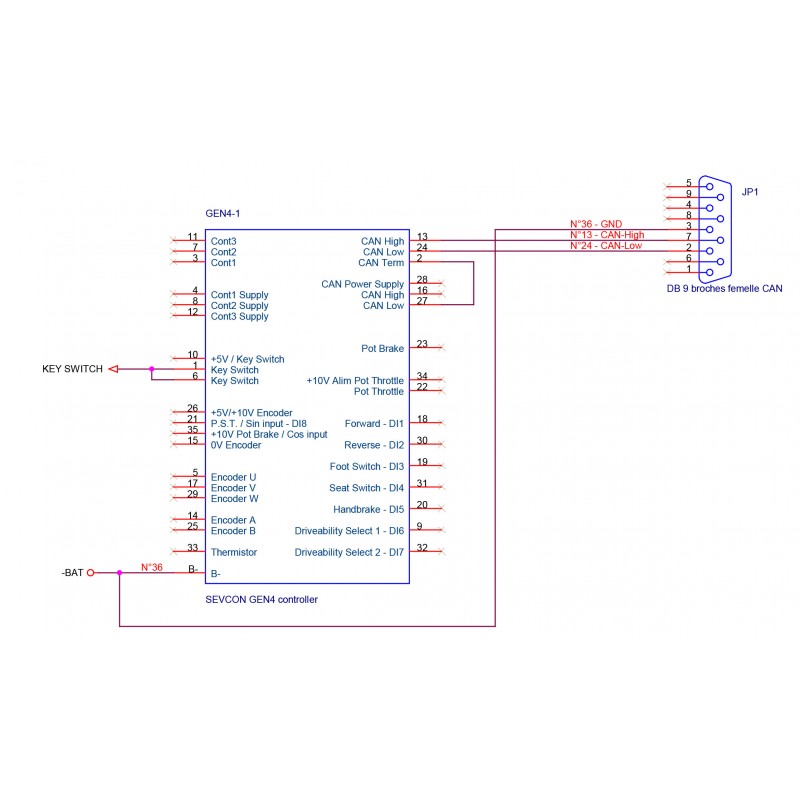 GEN4-1
JP1
5
9
4
8
3
7
2
6
1
DB 9 broches femelle CAN
N°36 - GND
N°13 - CAN-High
N°24 - CAN-Low
11 Cont3
7 Cont2
3 Cont1
4 Cont1 Supply
8 Cont2 Supply
12 Cont3 Supply
10 +5V / Key Switch
KEY SWITCH 1 Key Switch
6 Key Switch
26 +5V/+10V Encoder
21 P.S.T. / Sin input - DI8
35 +10V Pot Brake / Cos input
15 0V Encoder
5 Encoder U
17 Encoder V
29 Encoder W
14 Encoder A
25 Encoder B
33 Thermistor
-BAT N°36 B- B-
CAN High 13
CAN Low 24
CAN Term 2
CAN Power Supply 28
CAN High 16
CAN Low 27
Pot Brake 23
+10V Alim Pot Throttle 34
Pot Throttle 22
Forward - DI1 18
Reverse - DI2 30
Foot Switch - DI3 19
Seat Switch - DI4 31
Handbrake - DI5 20
Driveability Select 1 - DI6 9
Driveability Select 2 - DI7 32
SEVCON GEN4 controller